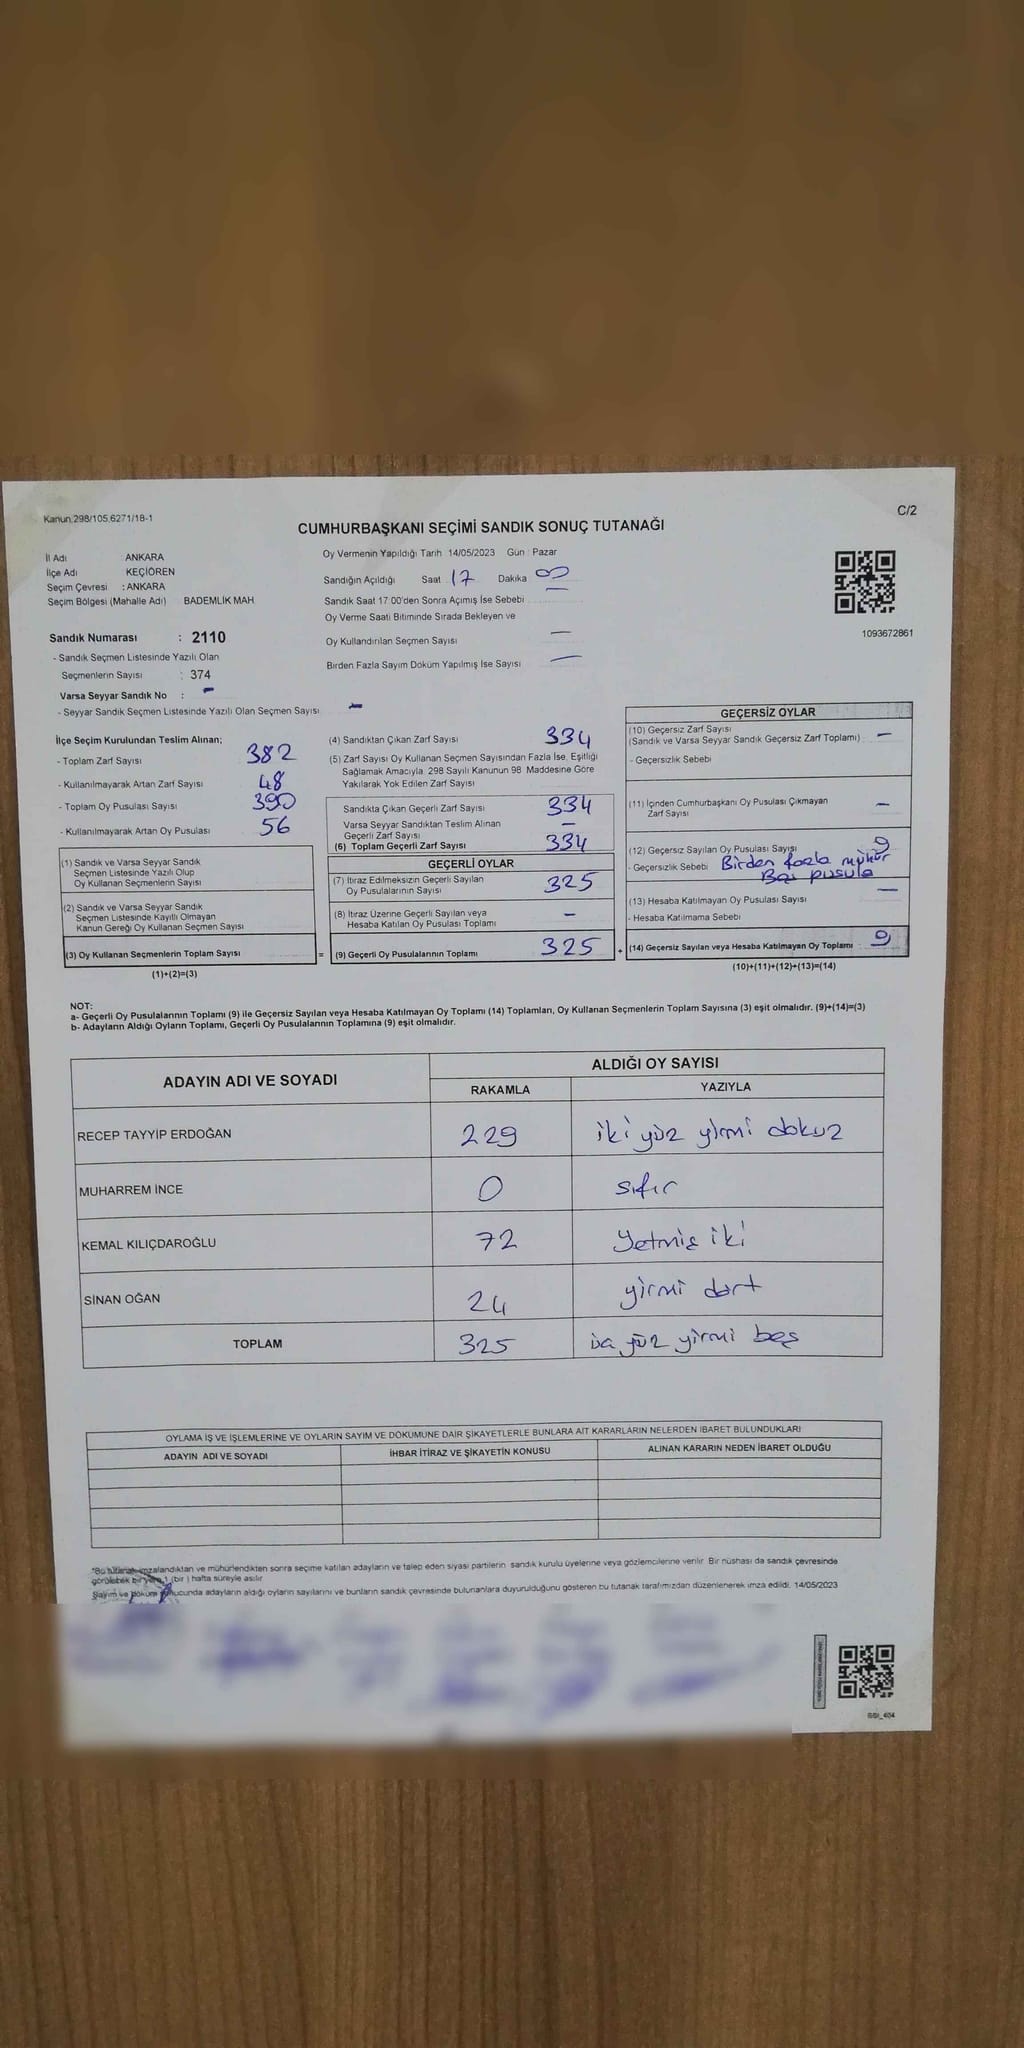 Kanun,298/105,6271/18-1
C/2
CUMHURBAŞKANI SEÇİMİ SANDIK SONUÇ TUTANAĞI
İl Adı : ANKARA
İlçe Adı : KEÇİÖREN
Seçim Çevresi : ANKARA
Seçim Bölgesi (Mahalle Adı) BADEMLİK MAH
Sandık Numarası : 2110
- Sandık Seçmen Listesinde Yazılı Olan
Seçmenlerin Sayısı : 374
Varsa Seyyar Sandık No : -
- Seyyar Sandık Seçmen Listesinde Yazılı Olan Seçmen Sayısı -
Oy Vermenin Yapıldığı Tarih 14/05/2023 Gün : Pazar
Sandığın Açıldığı Saat 17 Dakika 00
Sandık Saat 17 00'den Sonra Açımış İse Sebebi —
Oy Verme Saati Bitiminde Sırada Bekleyen ve
Oy Kullandırılan Seçmen Sayısı —
Birden Fazla Sayım Döküm Yapılmış İse Sayısı —
1093672861
İlçe Seçim Kurulundan Teslim Alınan;
- Toplam Zarf Sayısı 382
- Kullanılmayarak Artan Zarf Sayısı 48
- Toplam Oy Pusulası Sayısı 390
- Kullanılmayarak Artan Oy Pusulası 56
(1) Sandık ve Varsa Seyyar Sandık
Seçmen Listesinde Yazılı Olup
Oy Kullanan Seçmenlerin Sayısı
(2) Sandık ve Varsa Seyyar Sandık
Seçmen Listesinde Kayıtlı Olmayan
Kanun Gereği Oy Kullanan Seçmen Sayısı
(3) Oy Kullanan Seçmenlerin Toplam Sayısı
(1)+(2)=(3)
(4) Sandıktan Çıkan Zarf Sayısı 334
(5) Zarf Sayısı Oy Kullanan Seçmen Sayısından Fazla İse, Eşitliği
Sağlamak Amacıyla 298 Sayılı Kanunun 98 Maddesine Göre
Yakılarak Yok Edilen Zarf Sayısı
Sandıkta Çıkan Geçerli Zarf Sayısı 334
Varsa Seyyar Sandıktan Teslim Alınan
Geçerli Zarf Sayısı —
(6) Toplam Geçerli Zarf Sayısı 334
GEÇERLİ OYLAR
(7) İtiraz Edilmeksizin Geçerli Sayılan
Oy Pusulalarının Sayısı 325
(8) İtiraz Üzerine Geçerli Sayılan veya
Hesaba Katılan Oy Pusulası Toplamı -
= (9) Geçerli Oy Pusulalarının Toplamı 325 +
GEÇERSİZ OYLAR
(10) Geçersiz Zarf Sayısı
(Sandık ve Varsa Seyyar Sandık Geçersiz Zarf Toplamı) -
- Geçersizlik Sebebi
(11) İçinden Cumhurbaşkanı Oy Pusulası Çıkmayan
Zarf Sayısı -
(12) Geçersiz Sayılan Oy Pusulası Sayısı 9
- Geçersizlik Sebebi Birden fazla mühür
Boş pusula
(13) Hesaba Katılmayan Oy Pusulası Sayısı —
- Hesaba Katılmama Sebebi
(14) Geçersiz Sayılan veya Hesaba Katılmayan Oy Toplamı 9
(10)+(11)+(12)+(13)=(14)
NOT:
a- Geçerli Oy Pusulalarının Toplamı (9) ile Geçersiz Sayılan veya Hesaba Katılmayan Oy Toplamı (14) Toplamları, Oy Kullanan Seçmenlerin Toplam Sayısına (3) eşit olmalıdır. (9)+(14)=(3)
b- Adayların Aldığı Oyların Toplamı, Geçerli Oy Pusulalarının Toplamına (9) eşit olmalıdır.
ADAYIN ADI VE SOYADI
ALDIĞI OY SAYISI
RAKAMLA YAZIYLA
RECEP TAYYİP ERDOĞAN 229 iki yüz yirmi dokuz
MUHARREM İNCE 0 sıfır
KEMAL KILIÇDAROĞLU 72 Yetmiş iki
SİNAN OĞAN 24 yirmi dört
TOPLAM 325 üç yüz yirmi beş
OYLAMA İŞ VE İŞLEMLERİNE VE OYLARIN SAYIM VE DÖKÜMÜNE DAİR ŞİKAYETLERLE BUNLARA AİT KARARLARIN NELERDEN İBARET BULUNDUKLARI
ADAYIN ADI VE SOYADI İHBAR İTİRAZ VE ŞİKAYETİN KONUSU ALINAN KARARIN NEDEN İBARET OLDUĞU
*Bu tutanak imzalandıktan ve mühürlendikten sonra seçime katılan adayların ve talep eden siyasi partilerin sandık kurulu üyelerine veya gözlemcilerine verilir Bir nüshası da sandık çevresinde
görülebilir bir yere 1 (bir ) hafta süreyle asılır
Sayım ve döküm sonucunda adayların aldığı oyların sayılarını ve bunların sandık çevresinde bulunanlara duyurulduğunu gösteren bu tutanak tarafımızdan düzenlenerek imza edildi. 14/05/2023